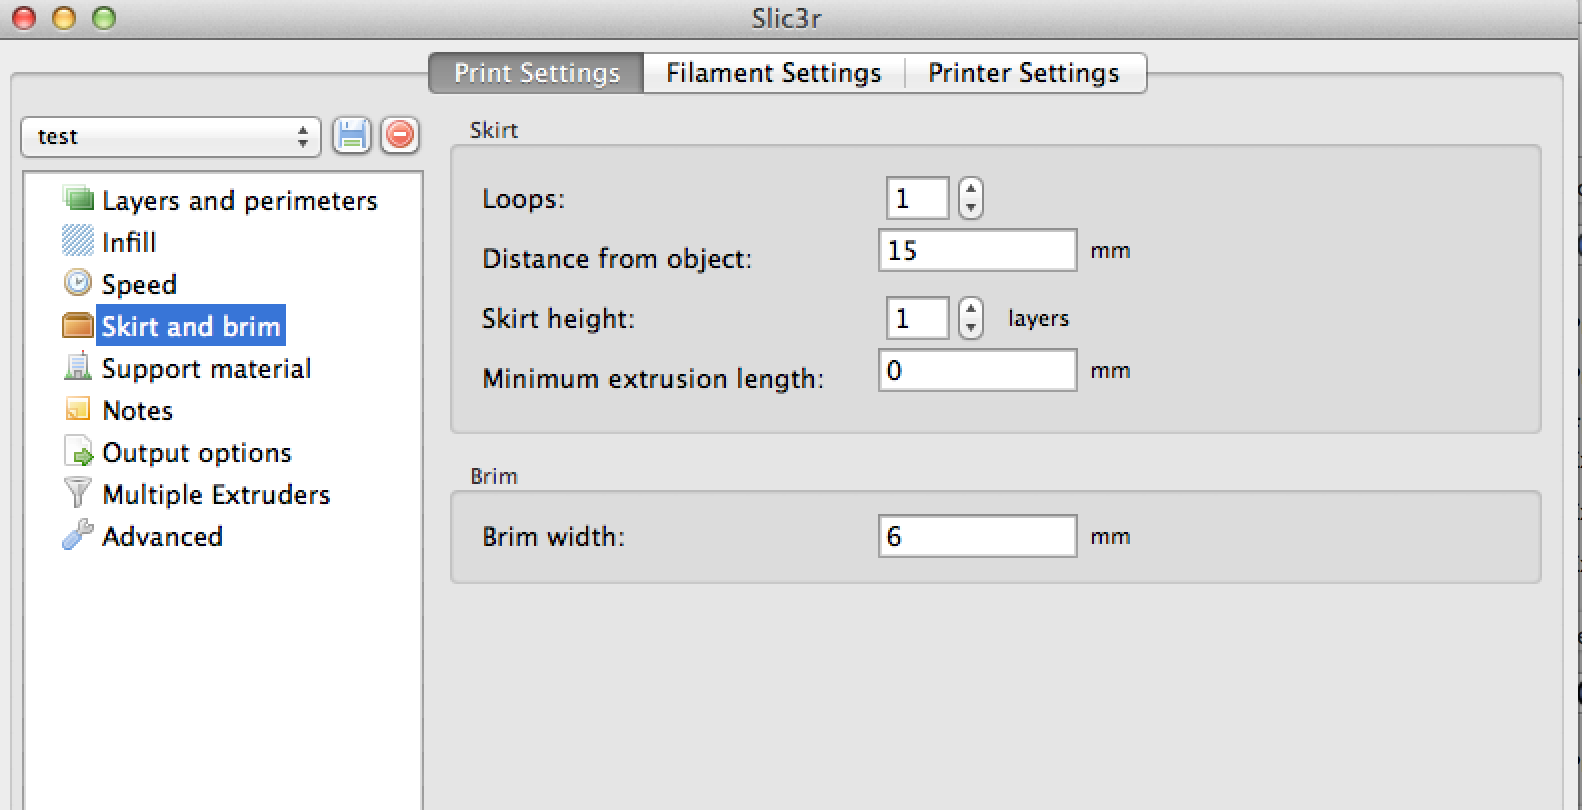 Slic3r
Print Settings
Filament Settings
Printer Settings
test
Layers and perimeters
Infill
Speed
Skirt and brim
Support material
Notes
Output options
Multiple Extruders
Advanced
Skirt
Loops: 1
Distance from object: 15 mm
Skirt height: 1 layers
Minimum extrusion length: 0 mm
Brim
Brim width: 6 mm